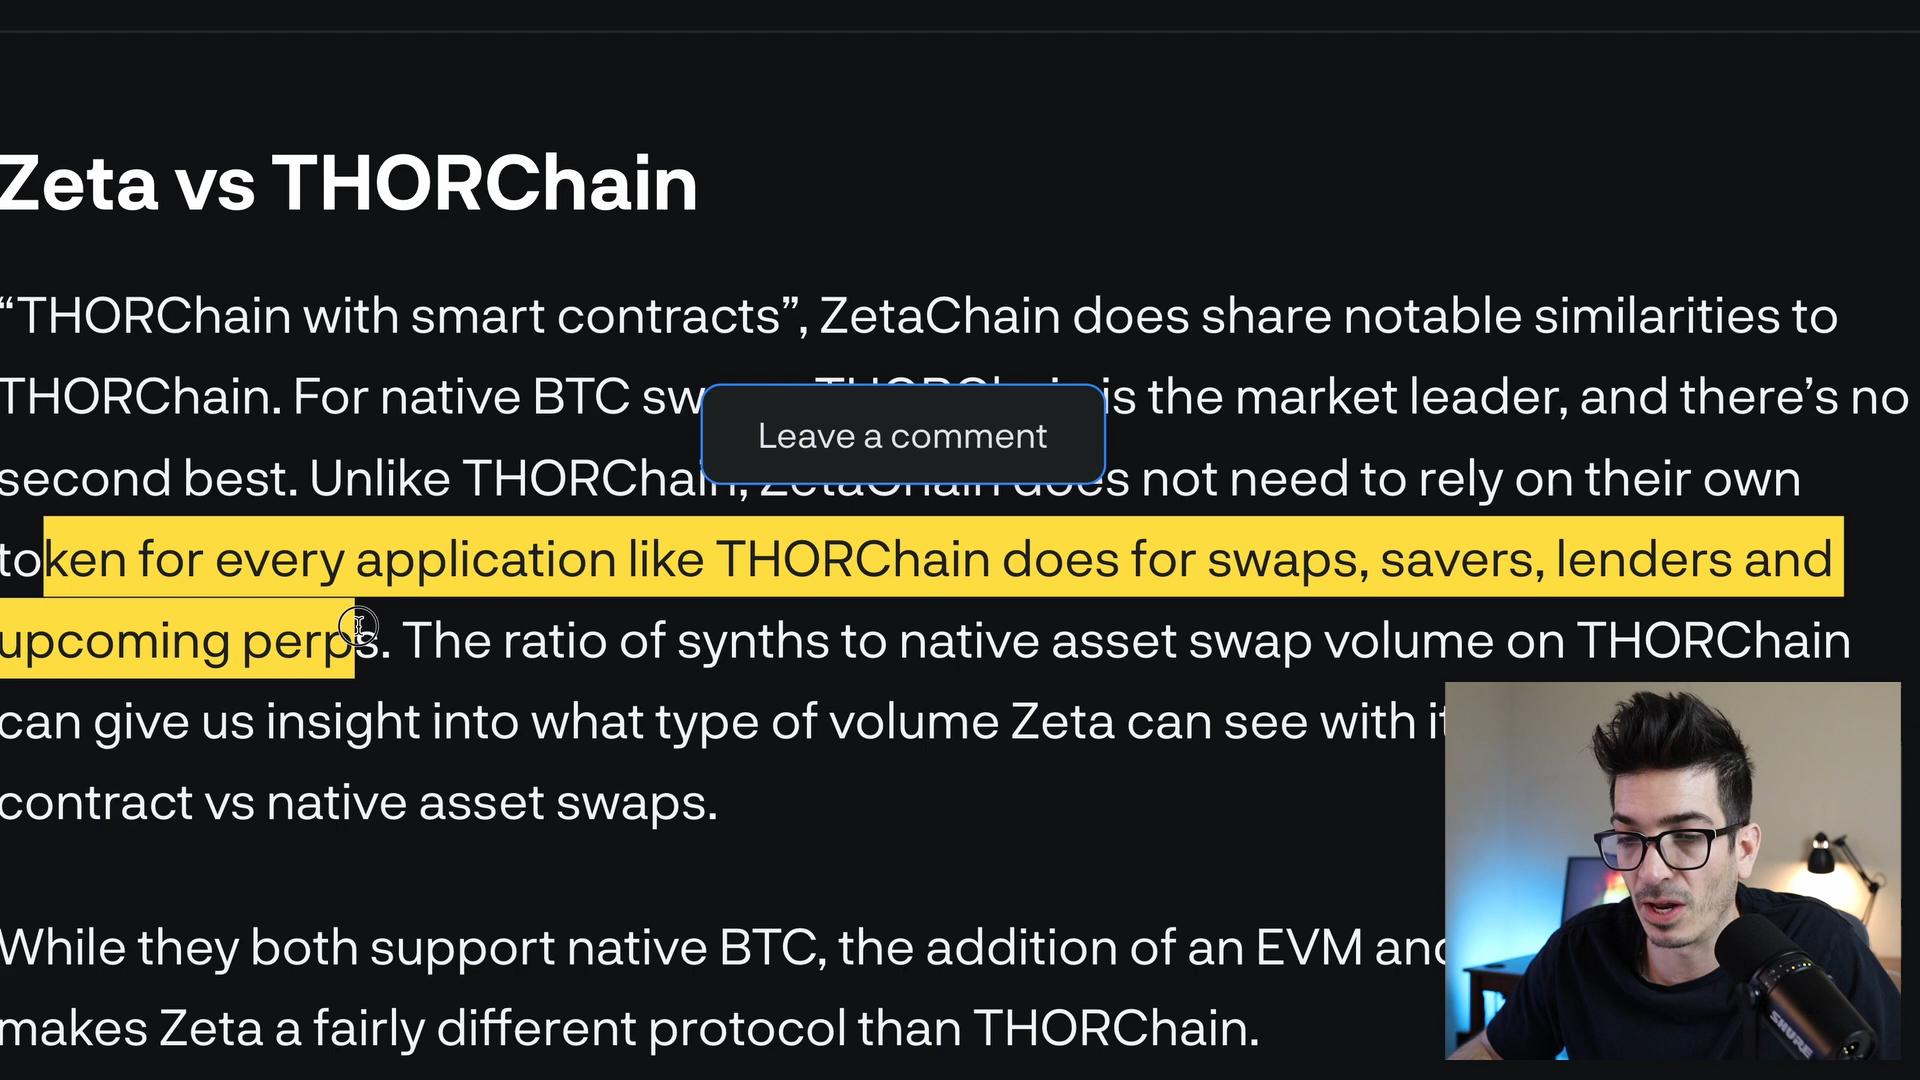 Zeta vs THORChain
“THORChain with smart contracts”, ZetaChain does share notable similarities to
THORChain. For native BTC sw THORChain is the market leader, and there’s no
Leave a comment
second best. Unlike THORChain, ZetaChain does not need to rely on their own
token for every application like THORChain does for swaps, savers, lenders and
upcoming perps. The ratio of synths to native asset swap volume on THORChain
can give us insight into what type of volume Zeta can see with it
contract vs native asset swaps.
While they both support native BTC, the addition of an EVM and
makes Zeta a fairly different protocol than THORChain.
SHURE